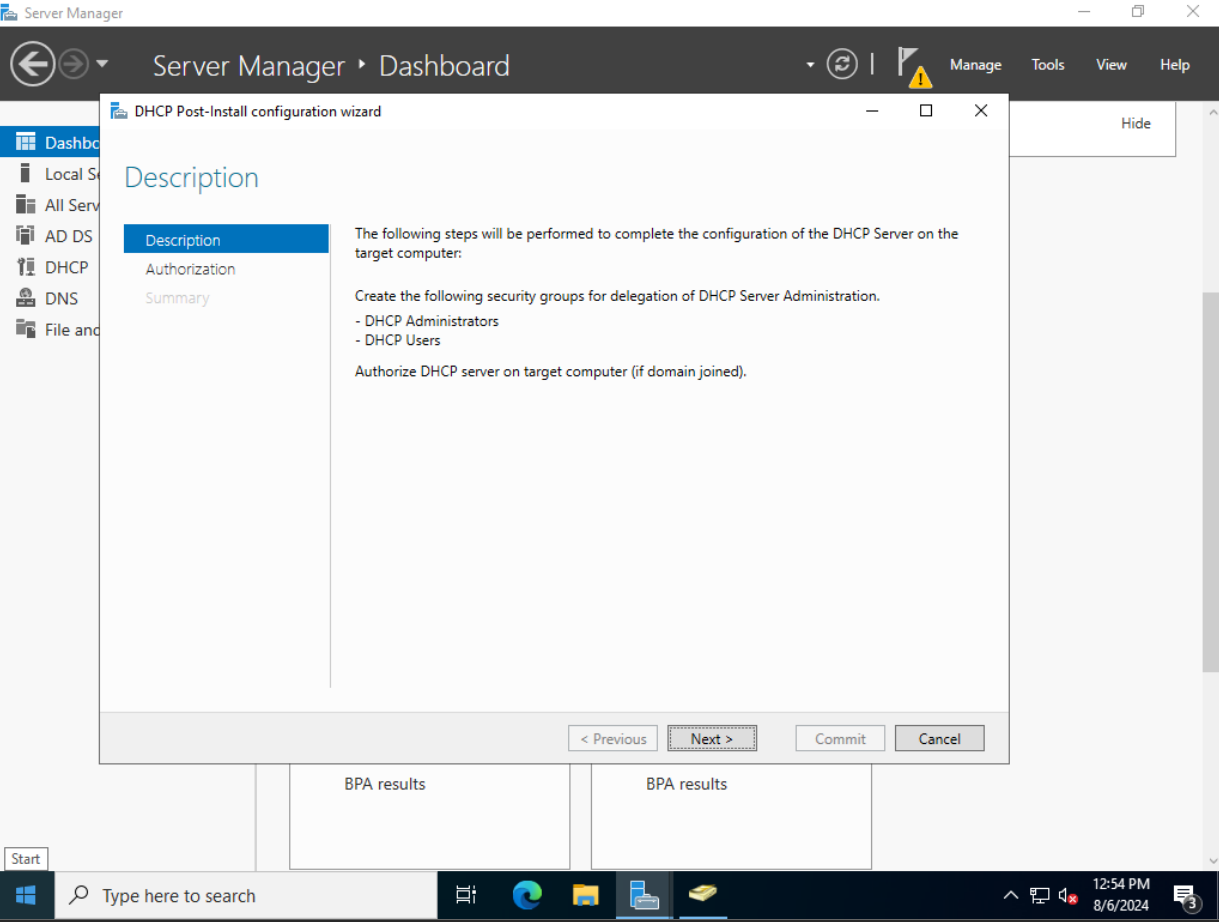 Server Manager
Server Manager ‣ Dashboard
Manage
Tools
View
Help
DHCP Post-Install configuration wizard
Hide
Dashbo
Local Se
All Serv
AD DS
DHCP
DNS
File and
Description
Description
Authorization
Summary
The following steps will be performed to complete the configuration of the DHCP Server on the
target computer:
Create the following security groups for delegation of DHCP Server Administration.
- DHCP Administrators
- DHCP Users
Authorize DHCP server on target computer (if domain joined).
< Previous
Next >
Commit
Cancel
BPA results
BPA results
Start
Type here to search
12:54 PM
8/6/2024
3